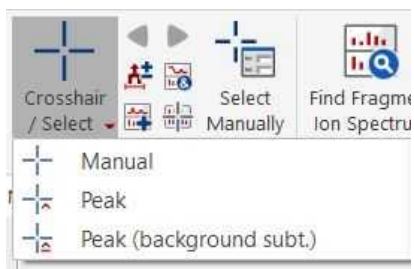 Crosshair
/ Select
Select
Manually
Find Fragme
Ion Spectru
Manual
Peak
Peak (background subt.)